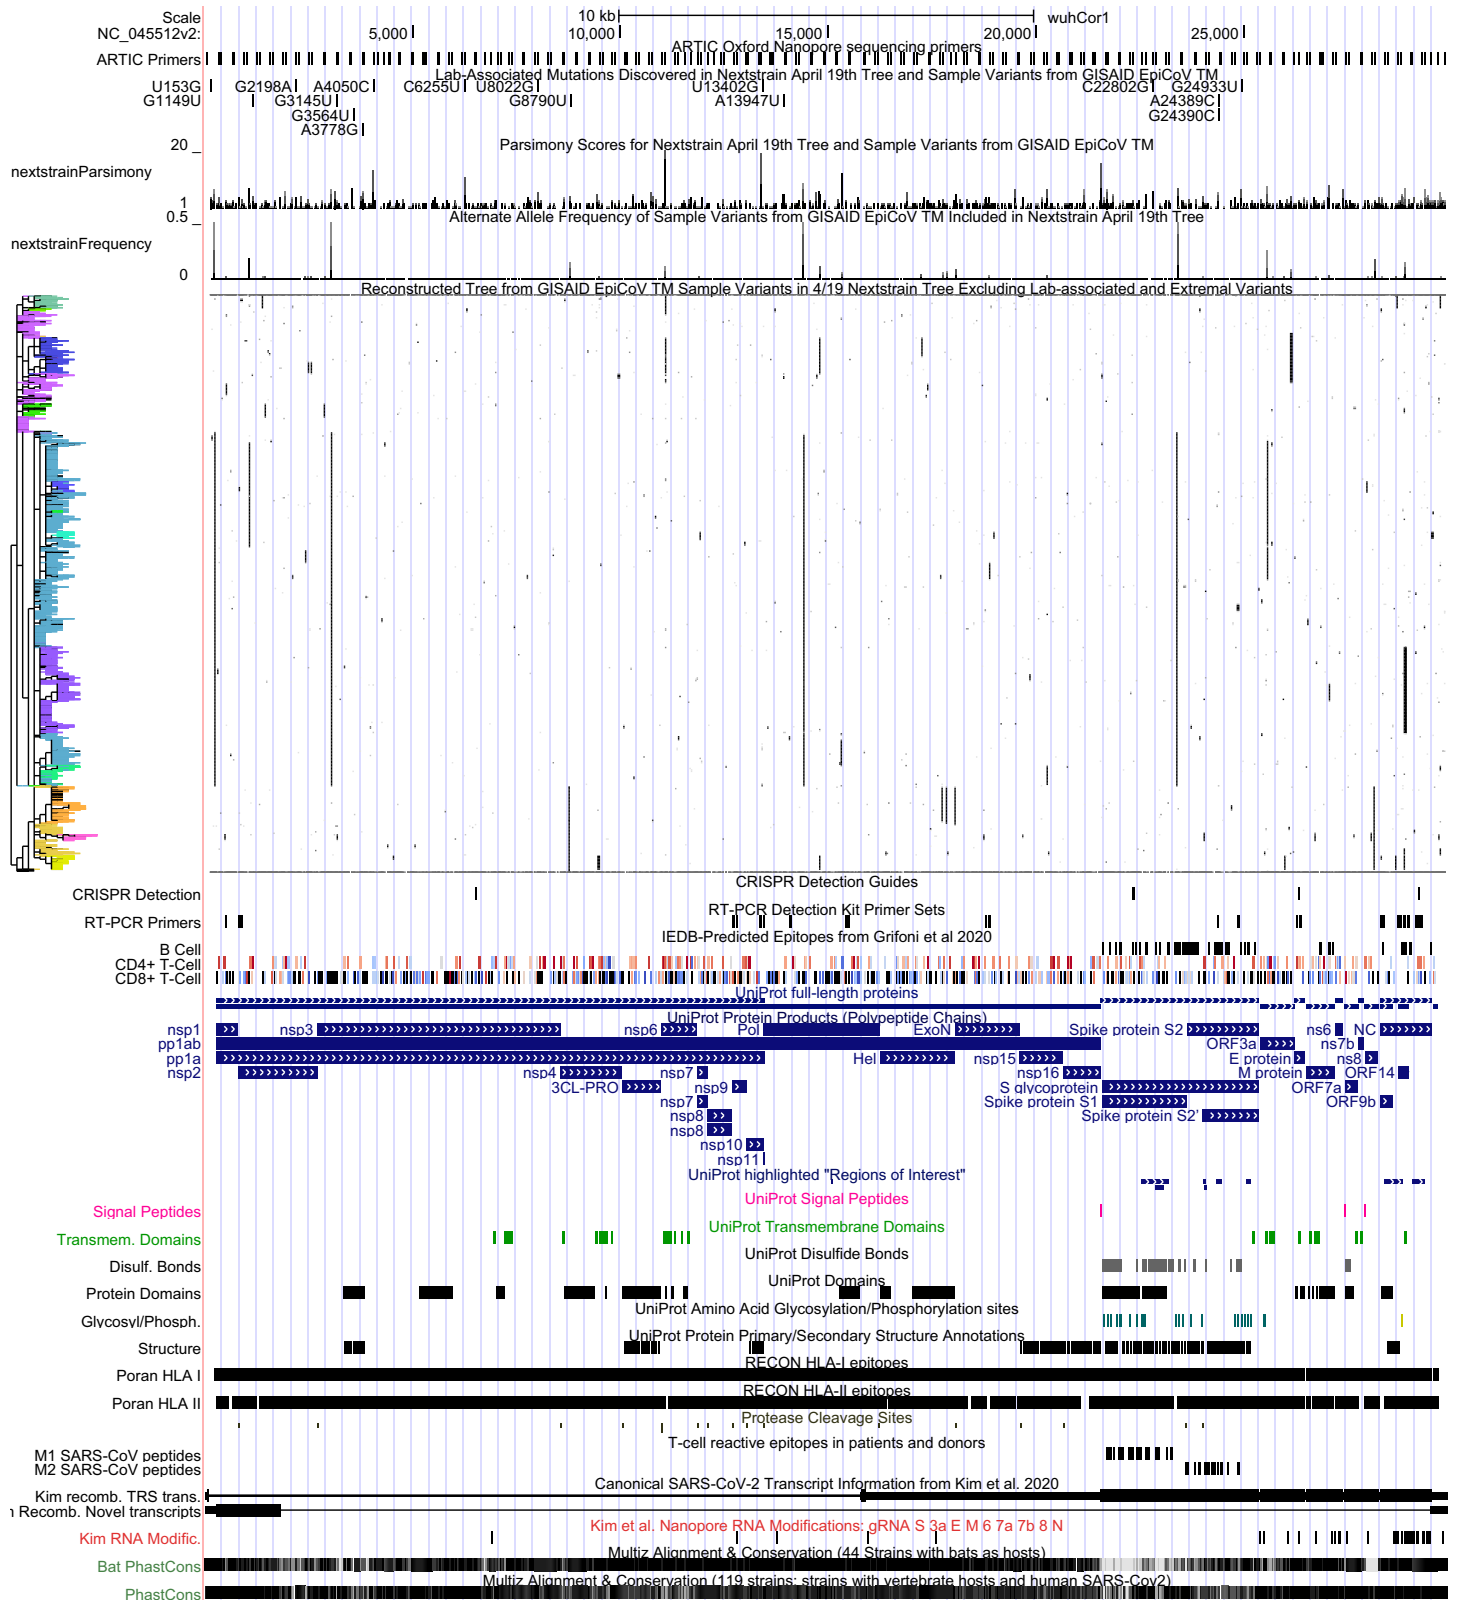 Scale 10 kb wuhCor1
NC_045512v2: 5,000 10,000 15,000 20,000 25,000
ARTIC Oxford Nanopore sequencing primers
ARTIC Primers
Lab-Associated Mutations Discovered in Nextstrain April 19th Tree and Sample Variants from GISAID EpiCoV TM
U153G G2198A A4050C C6255U U8022G U13402G C22802G G24933U
G1149U G3145U G8790U A13947U A24389C
G3564U G24390C
A3778G
Parsimony Scores for Nextstrain April 19th Tree and Sample Variants from GISAID EpiCoV TM
20 _
nextstrainParsimony
1
Alternate Allele Frequency of Sample Variants from GISAID EpiCoV TM Included in Nextstrain April 19th Tree
0.5 _
nextstrainFrequency
0
Reconstructed Tree from GISAID EpiCoV TM Sample Variants in 4/19 Nextstrain Tree Excluding Lab-associated and Extremal Variants
CRISPR Detection Guides
CRISPR Detection
RT-PCR Detection Kit Primer Sets
RT-PCR Primers
IEDB-Predicted Epitopes from Grifoni et al 2020
B Cell
CD4+ T-Cell
CD8+ T-Cell
UniProt full-length proteins
UniProt Protein Products (Polypeptide Chains)
nsp1 nsp3 nsp6 Pol ExoN Spike protein S2 ns6 NC
pp1ab ORF3a ns7b
pp1a Hel nsp15 E protein ns8
nsp2 nsp4 nsp7 nsp16 M protein ORF14
3CL-PRO nsp9 S glycoprotein ORF7a
nsp7 Spike protein S1 ORF9b
nsp8 Spike protein S2'
nsp8
nsp10
nsp11
UniProt highlighted "Regions of Interest"
UniProt Signal Peptides
Signal Peptides
UniProt Transmembrane Domains
Transmem. Domains
UniProt Disulfide Bonds
Disulf. Bonds
UniProt Domains
Protein Domains
UniProt Amino Acid Glycosylation/Phosphorylation sites
Glycosyl/Phosph.
UniProt Protein Primary/Secondary Structure Annotations
Structure
RECON HLA-I epitopes
Poran HLA I
RECON HLA-II epitopes
Poran HLA II
Protease Cleavage Sites
T-cell reactive epitopes in patients and donors
M1 SARS-CoV peptides
M2 SARS-CoV peptides
Canonical SARS-CoV-2 Transcript Information from Kim et al. 2020
Kim recomb. TRS trans.
Recomb. Novel transcripts
Kim et al. Nanopore RNA Modifications: gRNA S 3a E M 6 7a 7b 8 N
Kim RNA Modific.
Multiz Alignment & Conservation (44 Strains with bats as hosts)
Bat PhastCons
Multiz Alignment & Conservation (119 strains: strains with vertebrate hosts and human SARS-Cov2)
PhastCons